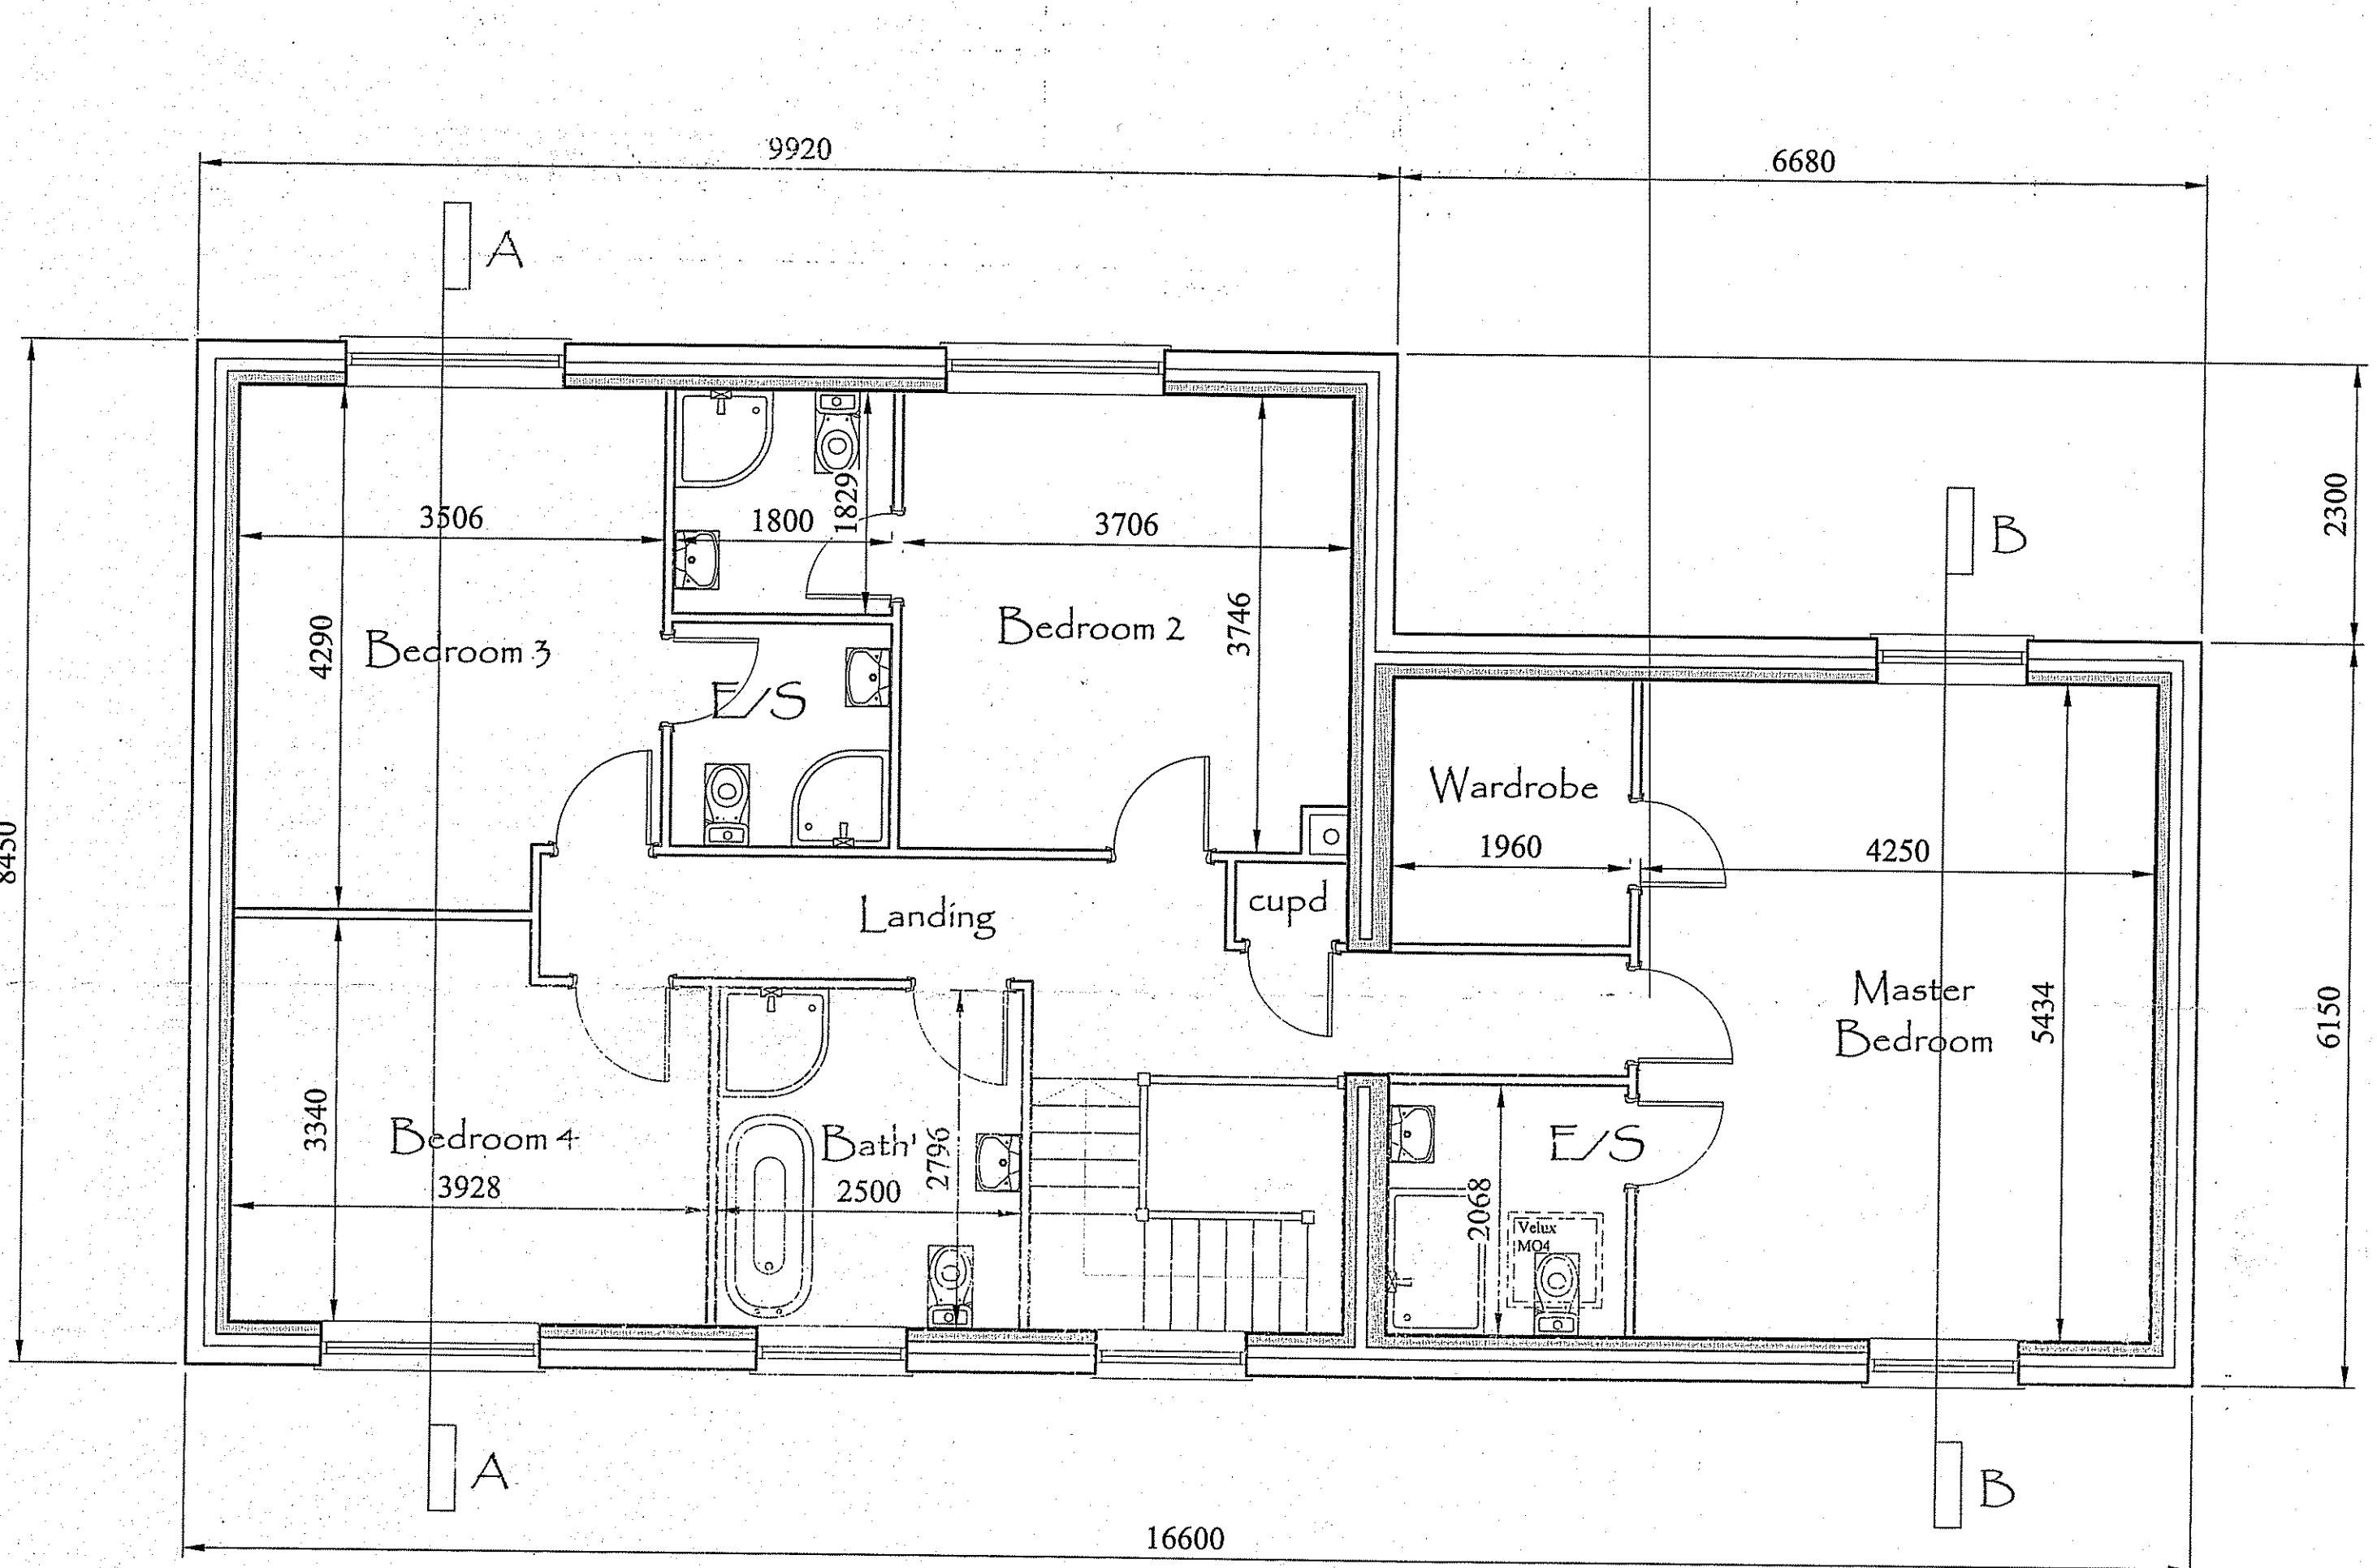 9920
6680
A
B
2300
3506
1800
1829
3706
4290
Bedroom 3
Bedroom 2
3746
E/S
Wardrobe
1960
4250
8450
Landing
cupd
Master
Bedroom
5434
6150
3340
Bedroom 4
3928
Bath'
2500
2796
E/S
2068
Velux
MO4
A
B
16600